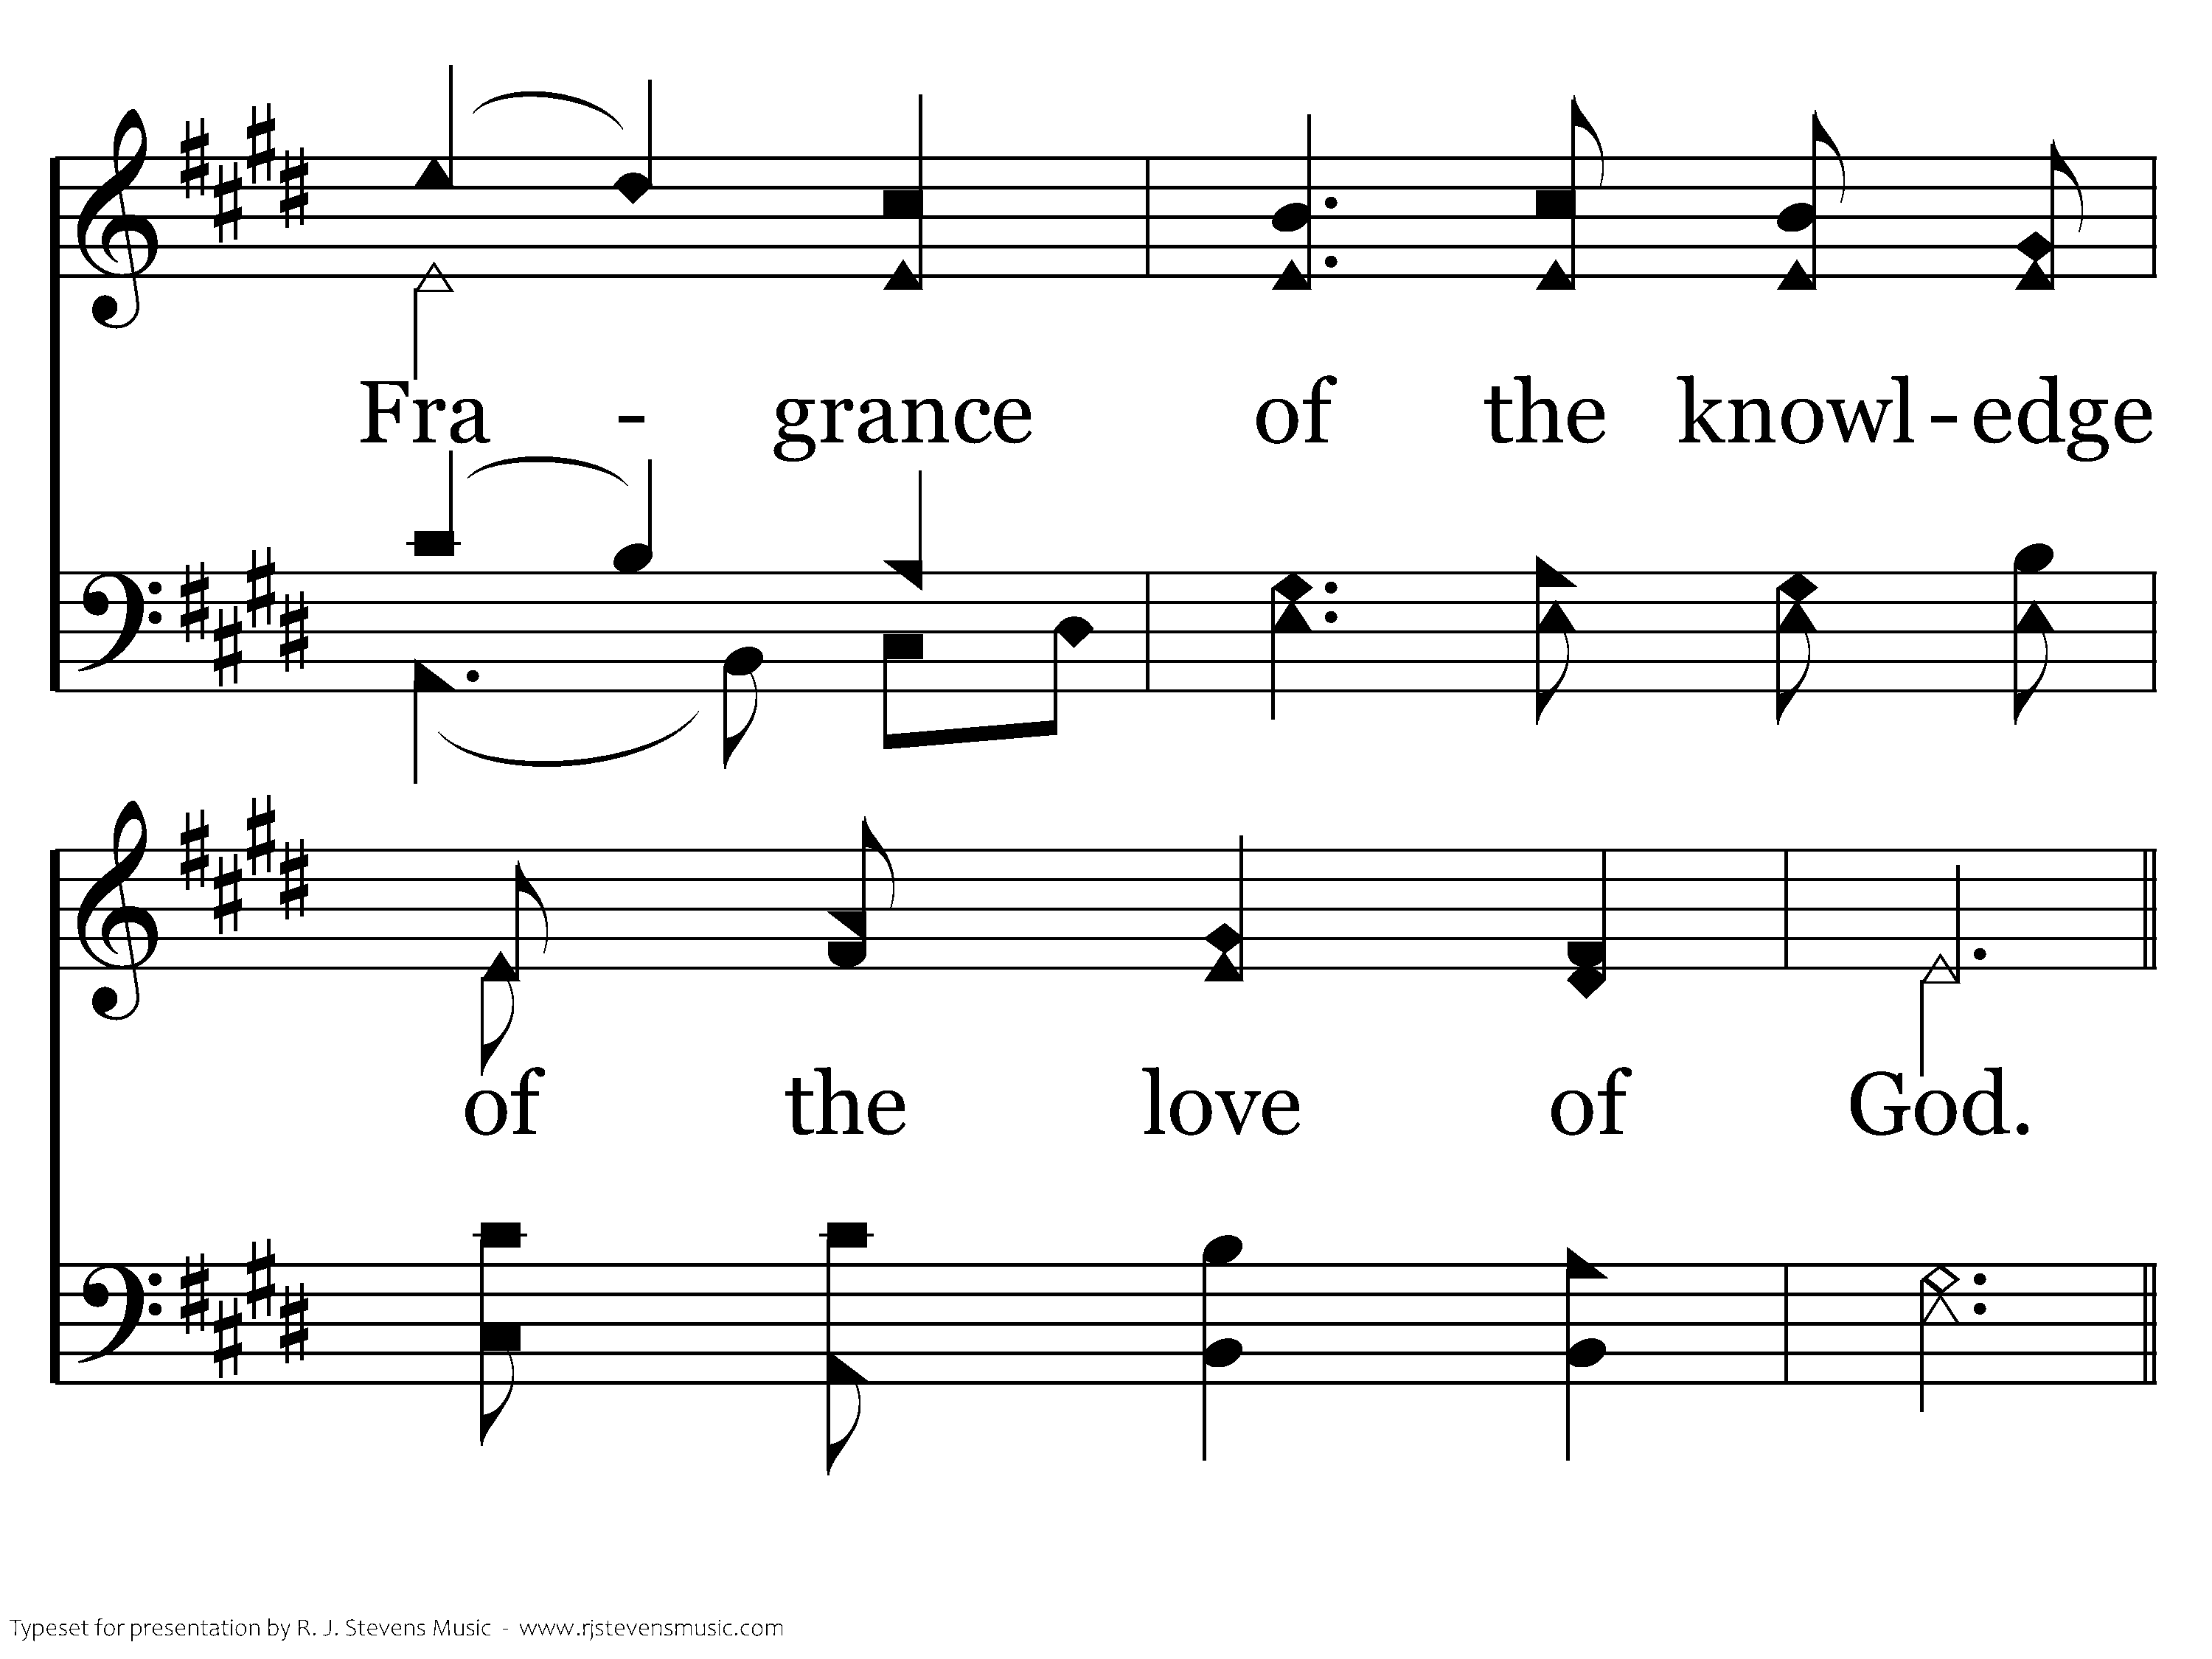 Fra - grance of the knowl - edge
of the love of God.
Typeset for presentation by R. J. Stevens Music - www.rjstevensmusic.com